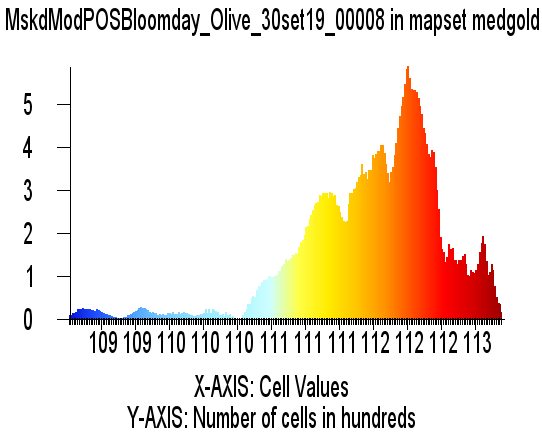 MskdModPOSBloomday_Olive_30set19_00008 in mapset medgold
5
4
3
2
1
0
109 109 110 110 110 111 111 111 112 112 112 113
X-AXIS: Cell Values
Y-AXIS: Number of cells in hundreds